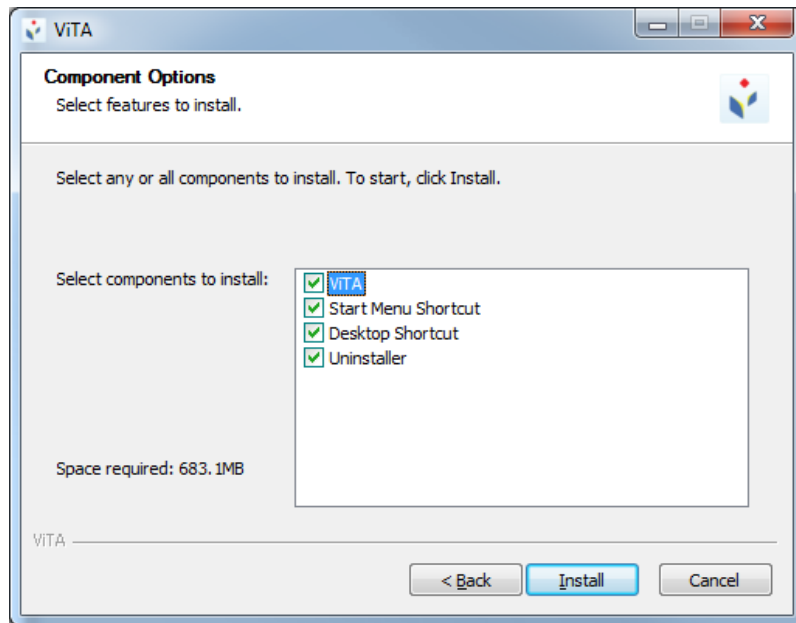 ViTA
Component Options
Select features to install.
Select any or all components to install. To start, click Install.
Select components to install:
ViTA
Start Menu Shortcut
Desktop Shortcut
Uninstaller
Space required: 683.1MB
ViTA
< Back
Install
Cancel